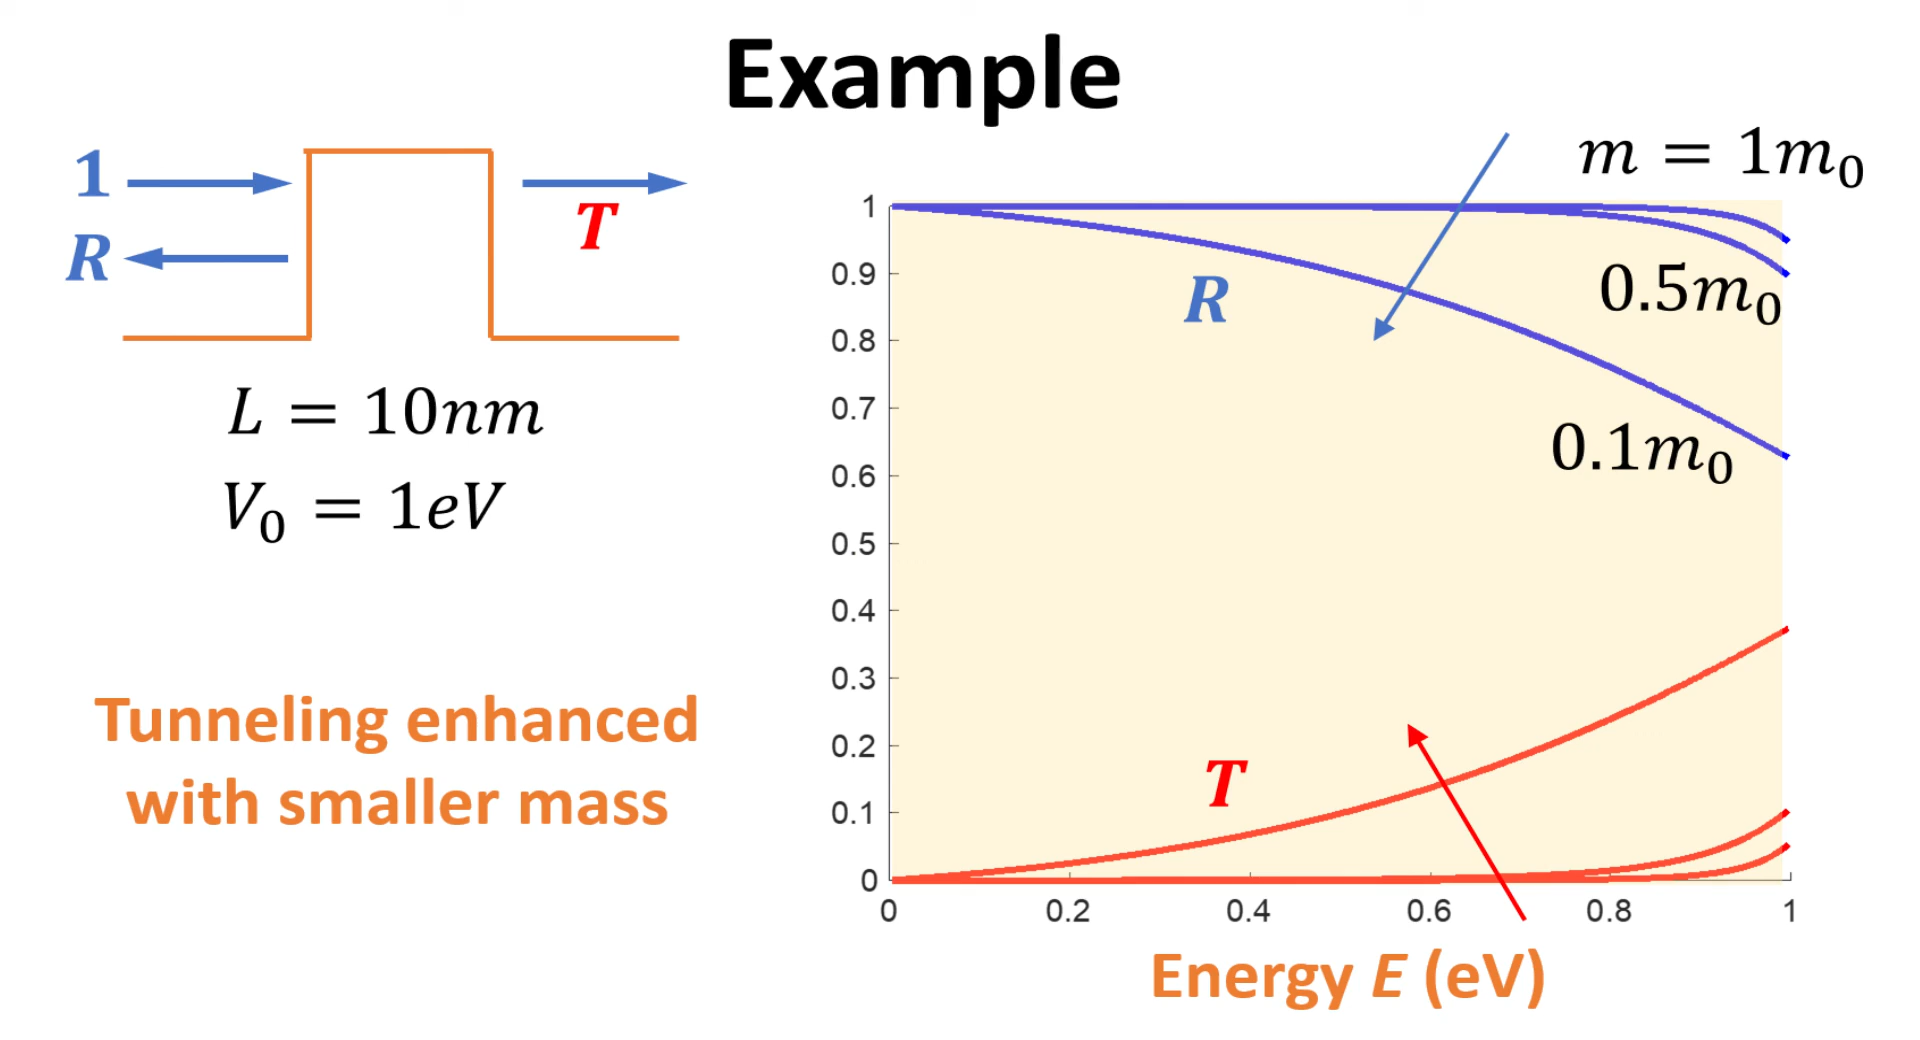 Example
1
R
T
L = 10nm
V₀ = 1eV
Tunneling enhanced
with smaller mass
m = 1m₀
0.5m₀
0.1m₀
R
T
1
0.9
0.8
0.7
0.6
0.5
0.4
0.3
0.2
0.1
0
0 0.2 0.4 0.6 0.8 1
Energy E (eV)